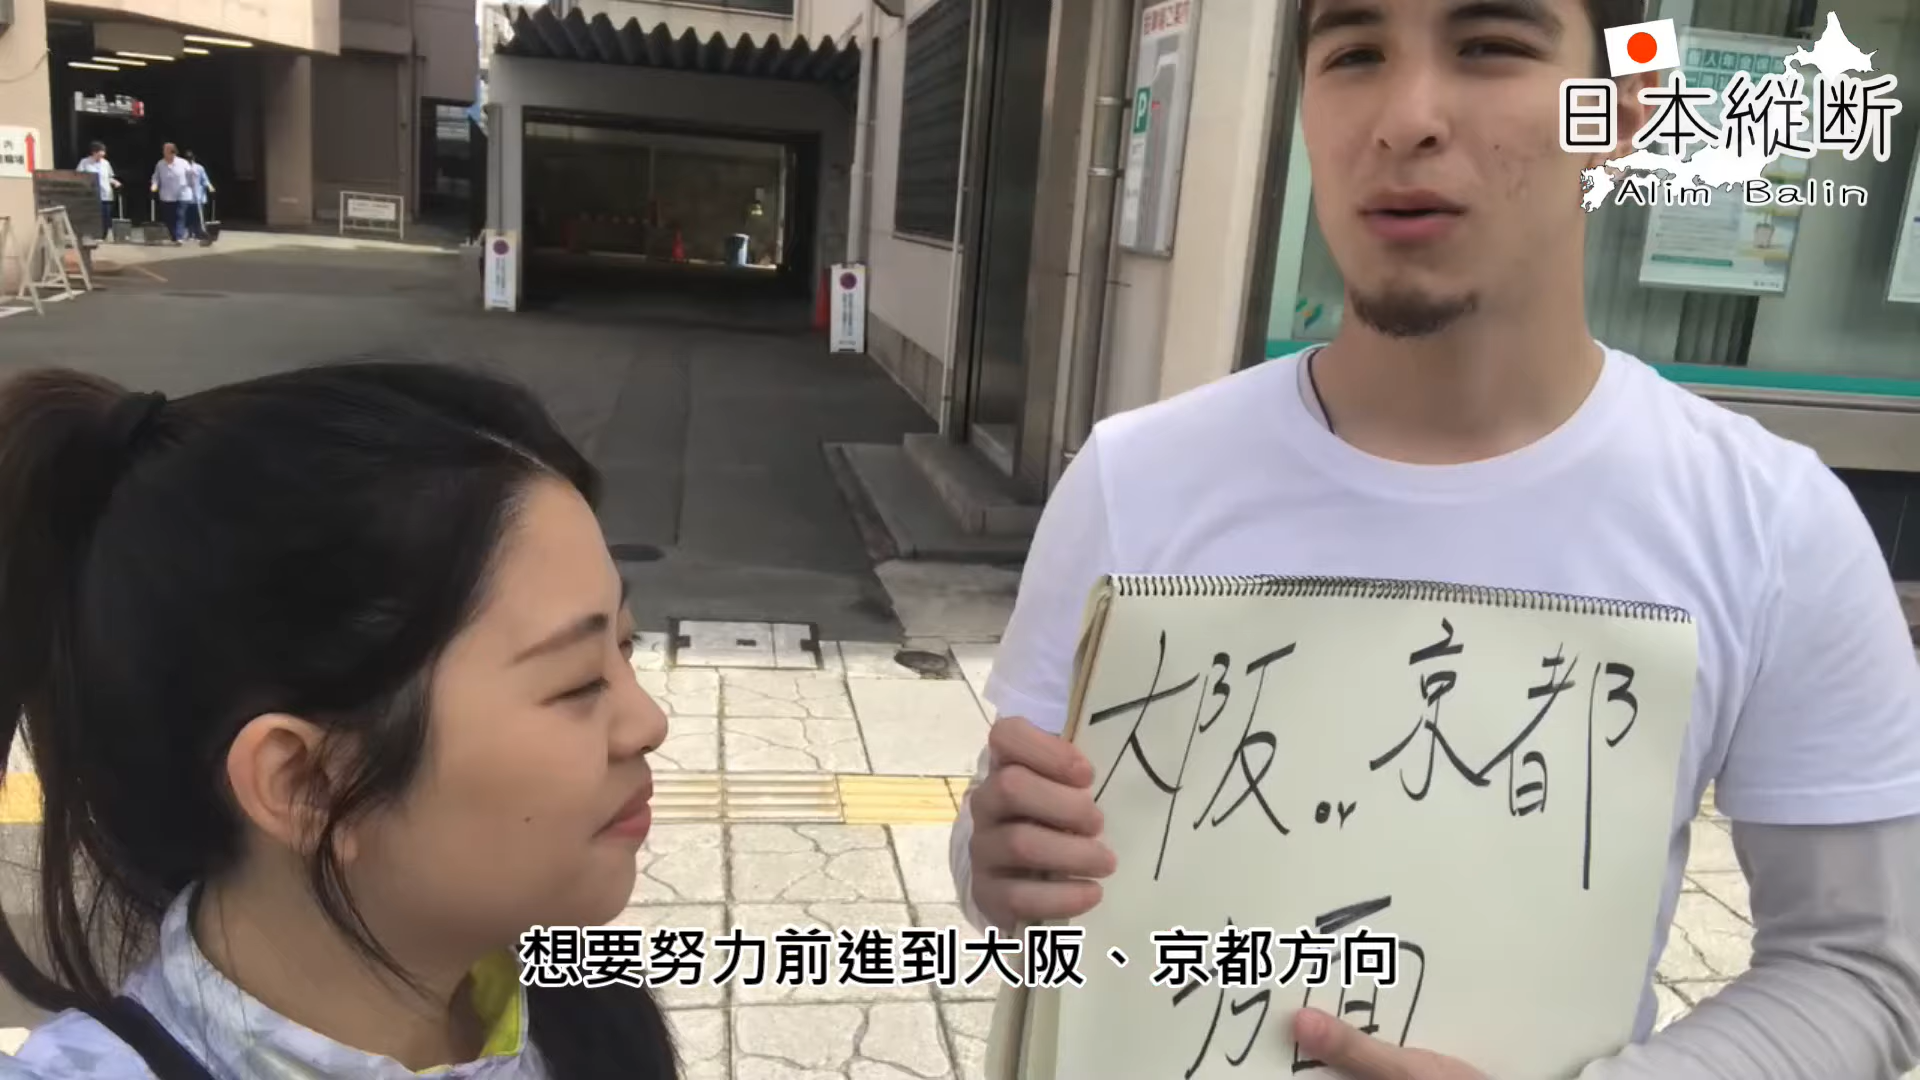 日本縦断
Alim Balin
P
内
大阪 or 京都
方面
想要努力前進到大阪、京都方向